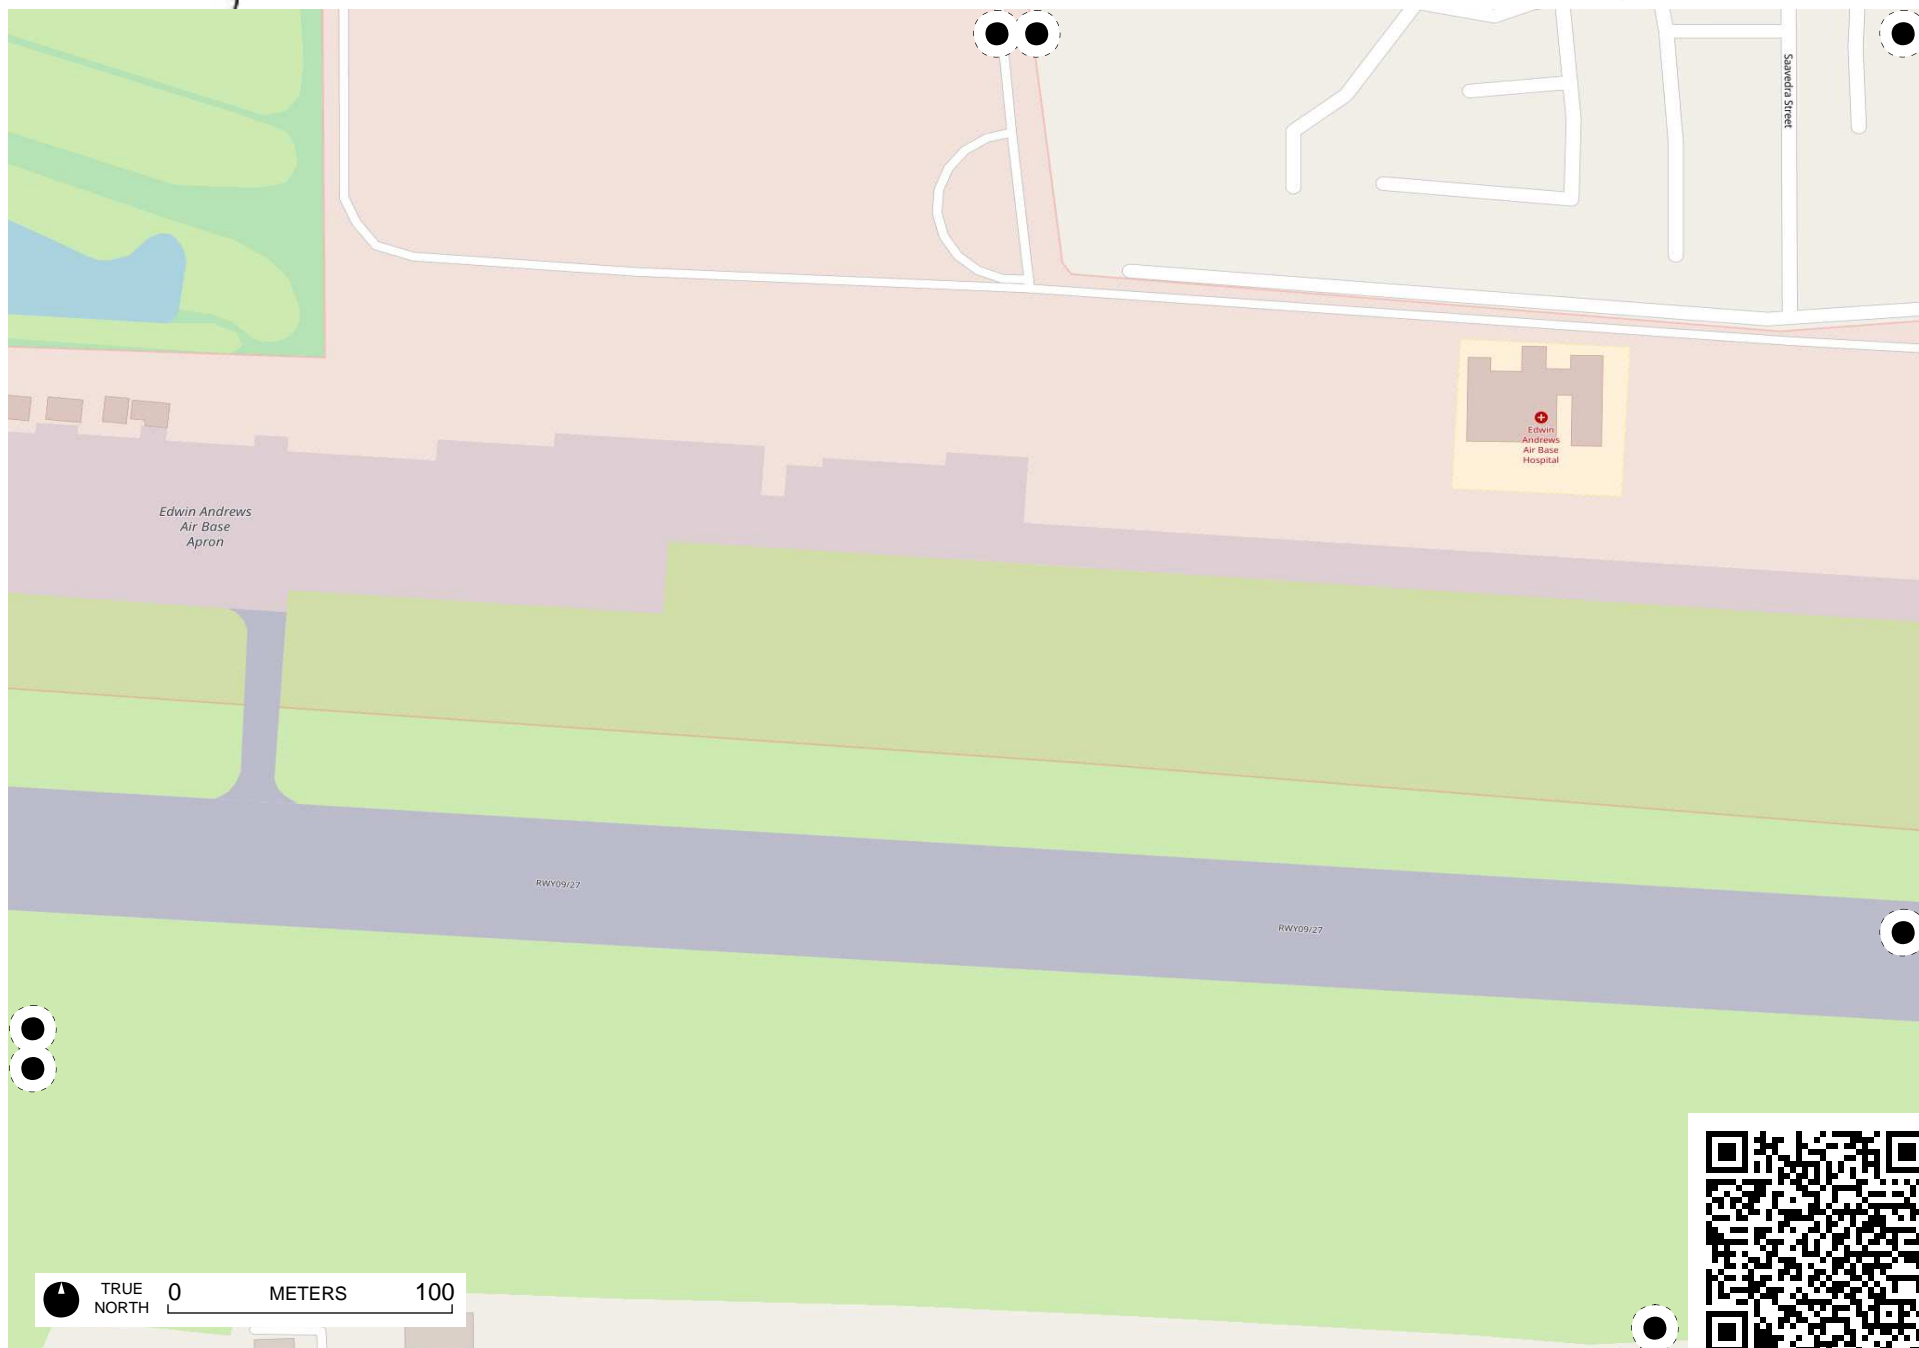 Saavedra Street
Edwin
Andrews
Air Base
Hospital
Edwin Andrews
Air Base
Apron
RWY09/27
RWY09/27
TRUE
NORTH
0 METERS 100